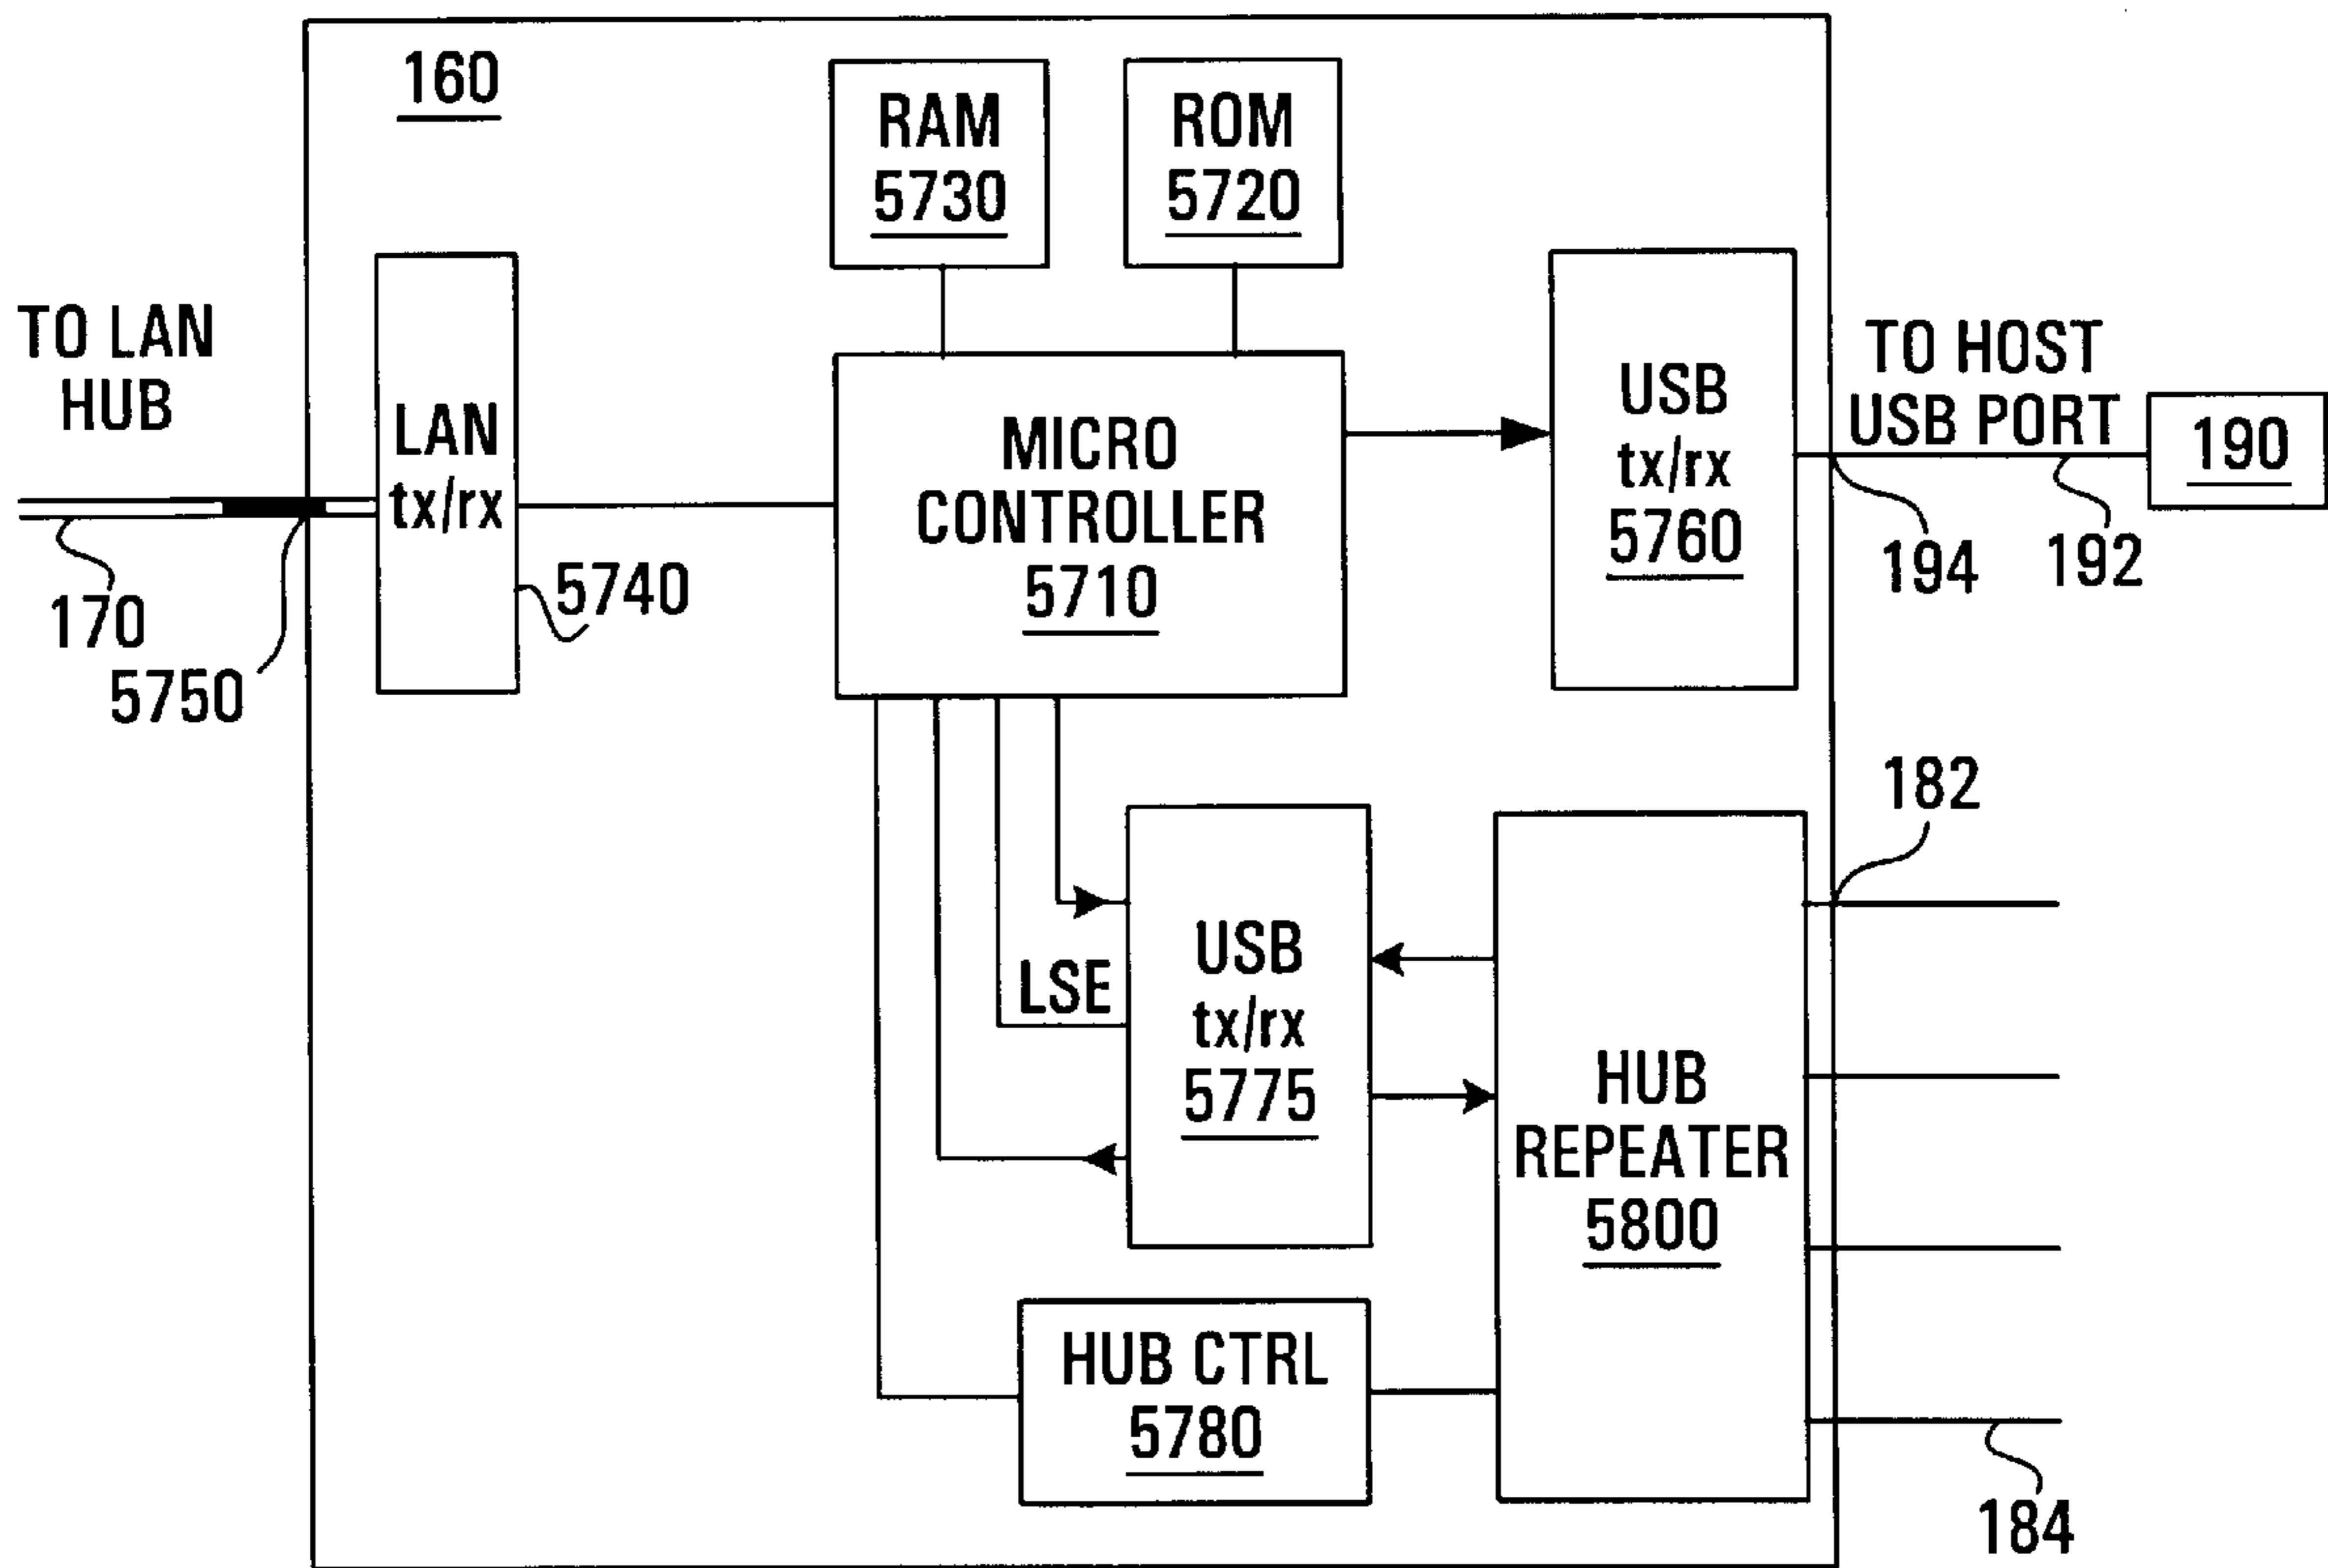 160
RAM
5730
ROM
5720
TO LAN
HUB
LAN
tx/rx
5740
170
5750
MICRO
CONTROLLER
5710
USB
tx/rx
5760
TO HOST
USB PORT
190
194
192
182
LSE
USB
tx/rx
5775
HUB
REPEATER
5800
HUB CTRL
5780
184